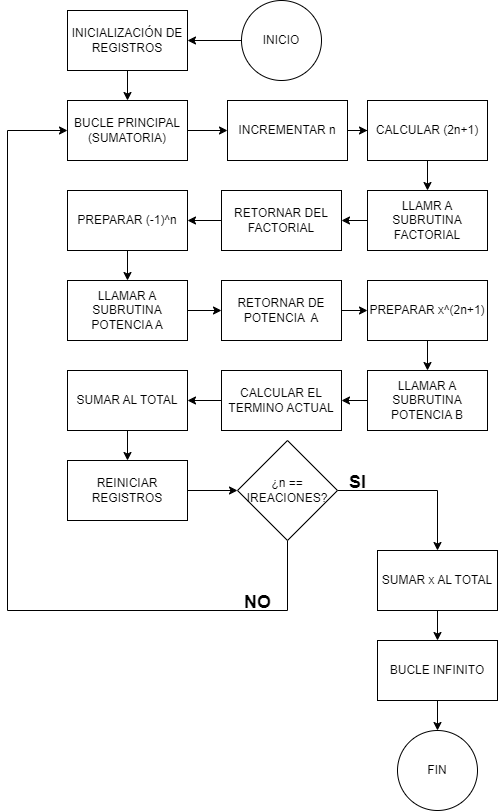 INICIO
INICIALIZACIÓN DE
REGISTROS
BUCLE PRINCIPAL
(SUMATORIA)
INCREMENTAR n
CALCULAR (2n+1)
LLAMR A
SUBRUTINA
FACTORIAL
RETORNAR DEL
FACTORIAL
PREPARAR (-1)^n
LLAMAR A
SUBRUTINA
POTENCIA A
RETORNAR DE
POTENCIA A
PREPARAR x^(2n+1)
LLAMAR A
SUBRUTINA
POTENCIA B
CALCULAR EL
TERMINO ACTUAL
SUMAR AL TOTAL
REINICIAR
REGISTROS
¿n ==
IREACIONES?
SI
NO
SUMAR x AL TOTAL
BUCLE INFINITO
FIN